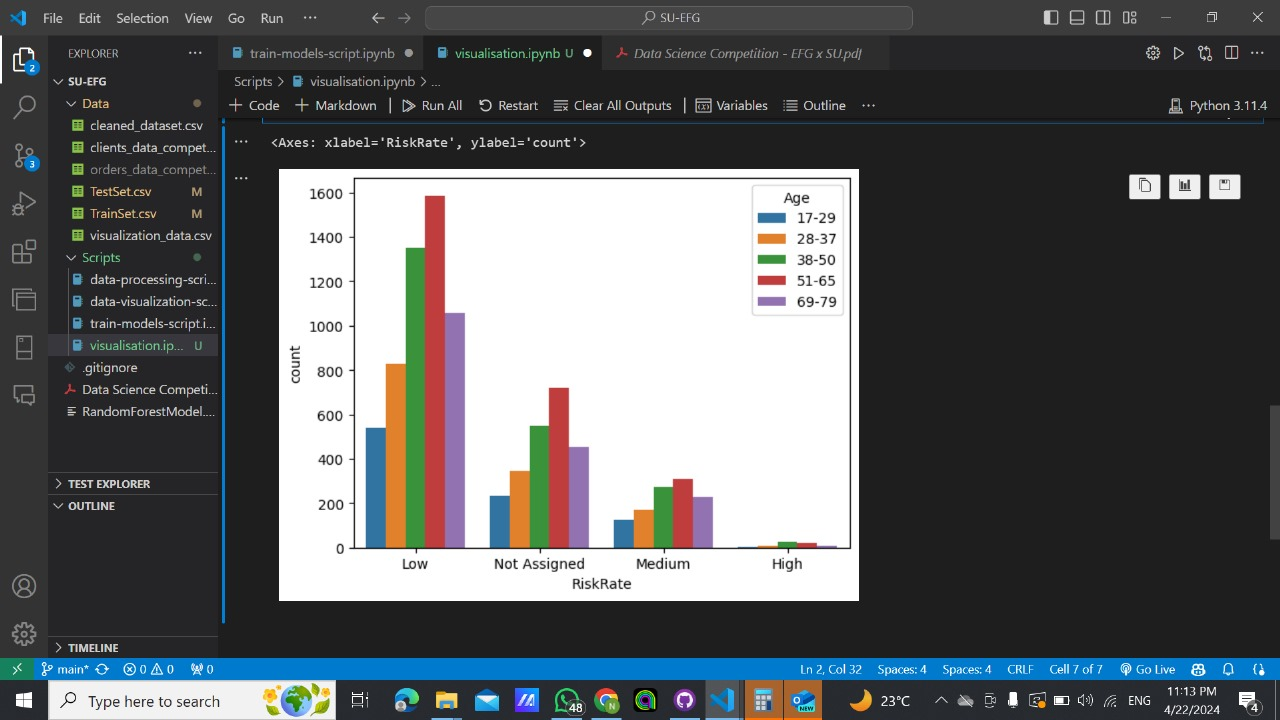 File Edit Selection View Go Run ··· SU-EFG
EXPLORER ··· train-models-script.ipynb visualisation.ipynb U Data Science Competition - EFG x SU.pdf ···
SU-EFG
Scripts > visualisation.ipynb > ...
Data
+ Code + Markdown Run All Restart Clear All Outputs Variables Outline ··· Python 3.11.4
cleaned_dataset.csv
clients_data_compet...
orders_data_compet...
TestSet.csv M
TrainSet.csv M
visualization_data.csv
Scripts
data-processing-scri...
data-visualization-sc...
train-models-script.i...
visualisation.ip... U
.gitignore
Data Science Competi...
RandomForestModel....
TEST EXPLORER
OUTLINE
TIMELINE
2
3
<Axes: xlabel='RiskRate', ylabel='count'>
1600
1400
1200
1000
800
600
400
200
0
count
Age
17-29
28-37
38-50
51-65
69-79
Low Not Assigned Medium High
RiskRate
main* 0 0 0 Ln 2, Col 32 Spaces: 4 Spaces: 4 CRLF Cell 7 of 7 Go Live
Type here to search 48 NEW 23°C ENG 11:13 PM 4
4/22/2024